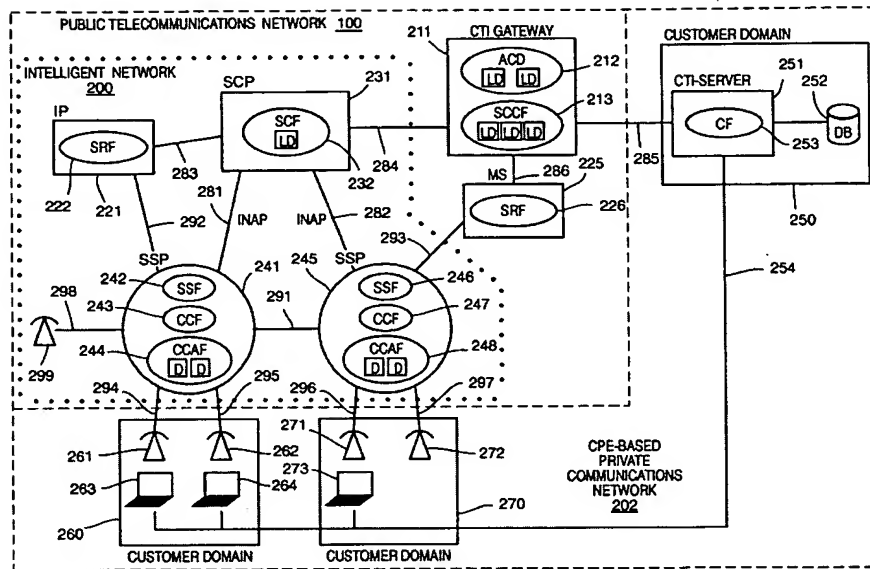 PUBLIC TELECOMMUNICATIONS NETWORK 100
INTELLIGENT NETWORK
200
IP
SRF
222
221
283
292
SCP
231
SCF
LD
232
284
281
INAP
INAP
282
211
CTI GATEWAY
ACD
LD LD
212
SCCF
LD LD LD
213
MS
286
225
SRF
226
293
CUSTOMER DOMAIN
CTI-SERVER
251
252
CF
DB
253
285
250
254
SSP
242
241
SSF
243
CCF
244
CCAF
D D
298
299
291
SSP
245
246
SSF
247
CCF
CCAF
248
D D
294
295
296
297
261
262
263
264
260
CUSTOMER DOMAIN
271
272
273
270
CUSTOMER DOMAIN
CPE-BASED
PRIVATE
COMMUNICATIONS
NETWORK
202